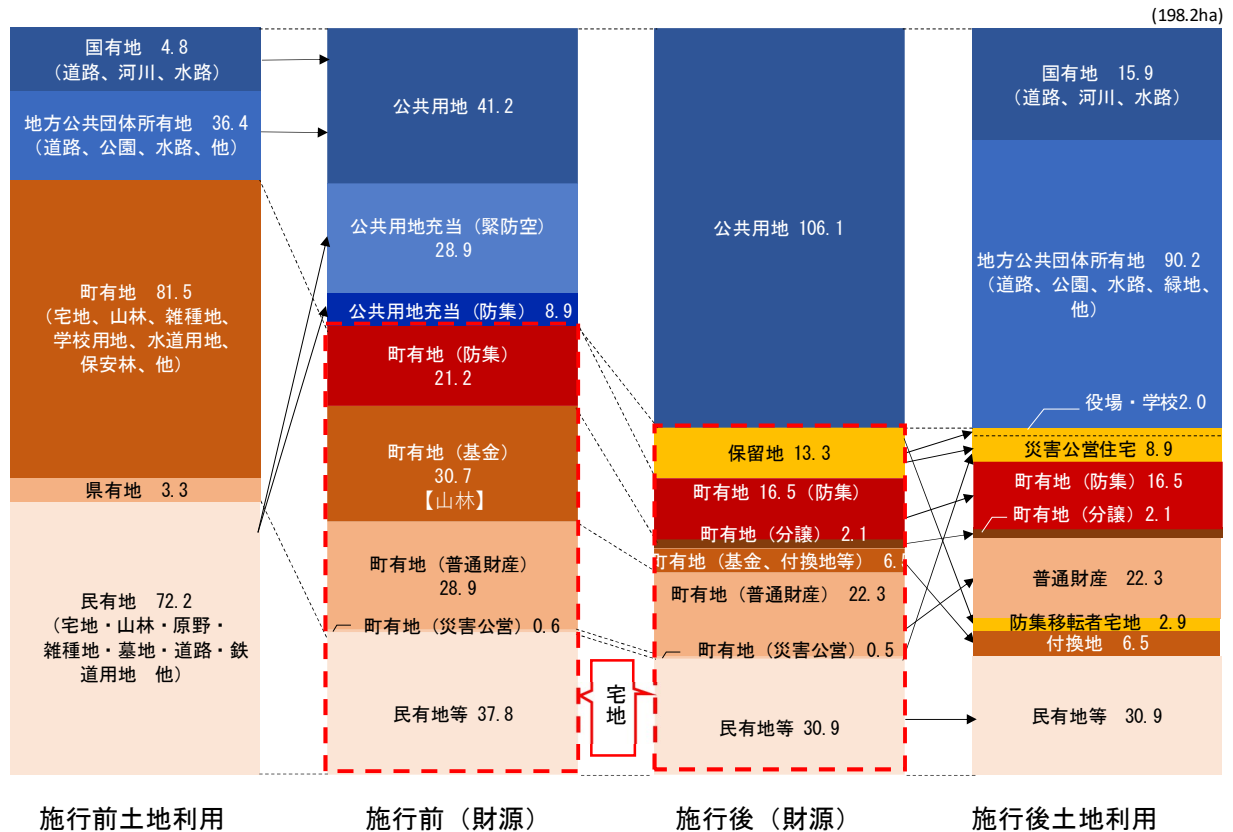 (198.2ha)
国有地 4.8
（道路、河川、水路）
地方公共団体所有地 36.4
（道路、公園、水路、他）
町有地 81.5
（宅地、山林、雑種地、
学校用地、水道用地、
保安林、他）
県有地 3.3
民有地 72.2
（宅地・山林・原野・
雑種地・墓地・道路・鉄
道用地 他）
施行前土地利用
公共用地 41.2
公共用地充当（緊防空）
28.9
公共用地充当（防集） 8.9
町有地（防集）
21.2
町有地（基金）
30.7
【山林】
町有地（普通財産）
28.9
町有地（災害公営）0.6
民有地等 37.8
施行前（財源）
宅
地
公共用地 106.1
保留地 13.3
町有地 16.5（防集）
町有地（分譲） 2.1
町有地（基金、付換地等） 6.
町有地（普通財産） 22.3
町有地（災害公営）0.5
民有地等 30.9
施行後（財源）
国有地 15.9
（道路、河川、水路）
地方公共団体所有地 90.2
（道路、公園、水路、緑地、
他）
役場・学校2.0
災害公営住宅 8.9
町有地（防集）16.5
町有地（分譲）2.1
普通財産 22.3
防集移転者宅地 2.9
付換地 6.5
民有地等 30.9
施行後土地利用